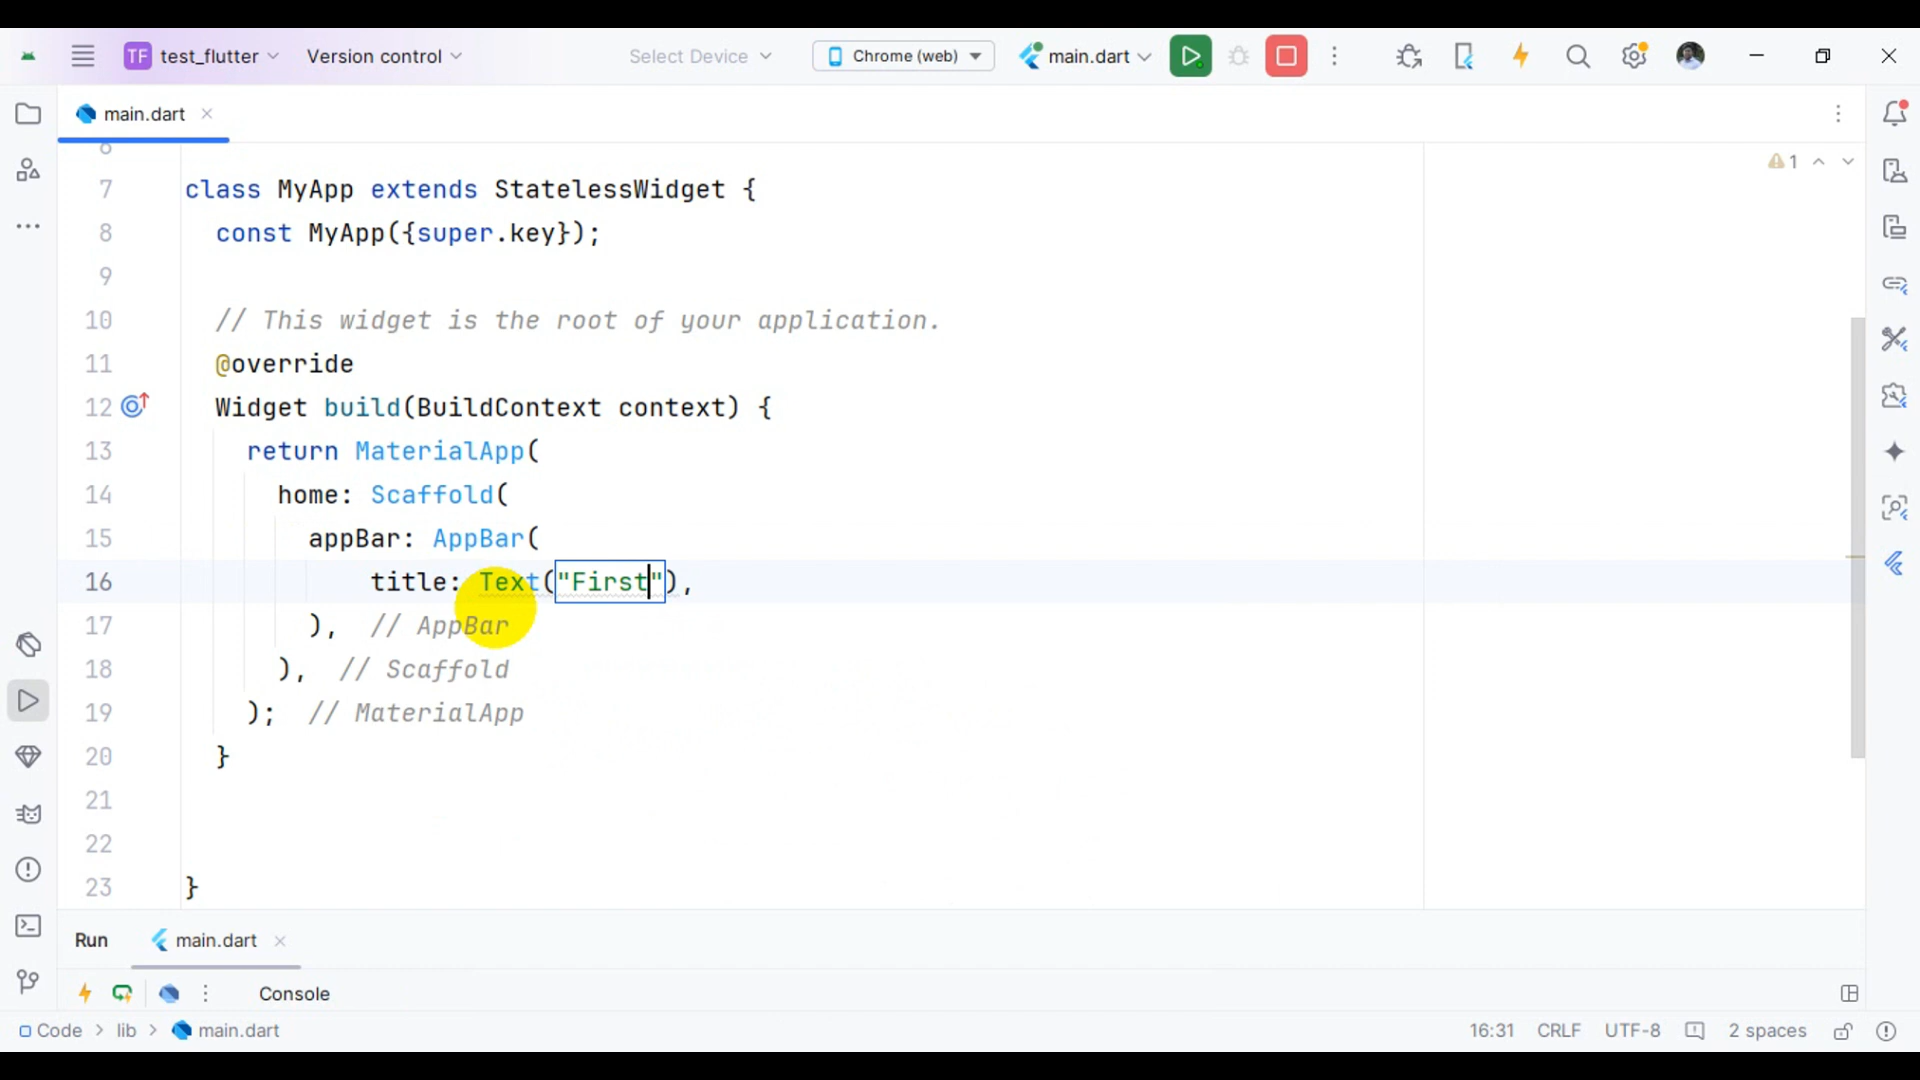 TF test_flutter Version control Select Device Chrome (web) main.dart
main.dart
1
6
7 class MyApp extends StatelessWidget {
8 const MyApp({super.key});
9
10 // This widget is the root of your application.
11 @override
12 Widget build(BuildContext context) {
13 return MaterialApp(
14 home: Scaffold(
15 appBar: AppBar(
16 title: Text("First"),
17 ), // AppBar
18 ), // Scaffold
19 ); // MaterialApp
20 }
21
22
23 }
Run main.dart
Console
Code > lib > main.dart 16:31 CRLF UTF-8 2 spaces